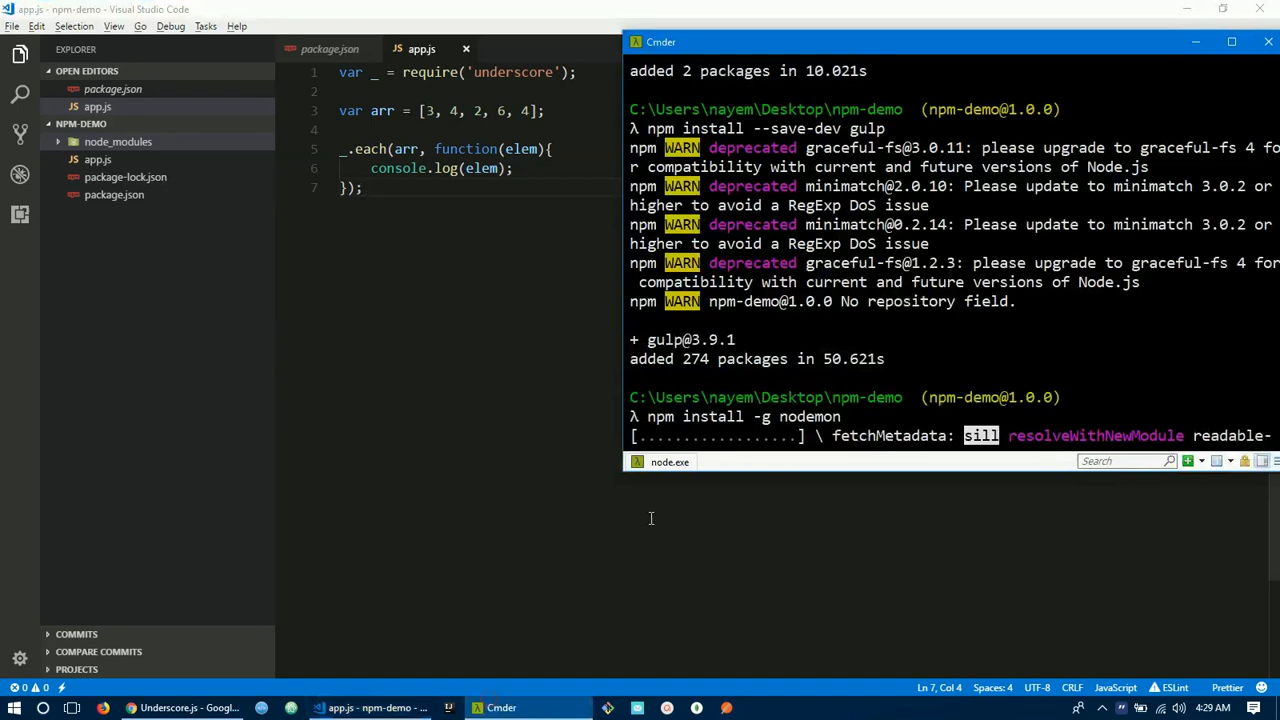 app.js - npm-demo - Visual Studio Code
File Edit Selection View Go Debug Tasks Help
EXPLORER
OPEN EDITORS
package.json
app.js
NPM-DEMO
node_modules
app.js
package-lock.json
package.json
COMMITS
COMPARE COMMITS
PROJECTS
package.json app.js
1 var _ = require('underscore');
2
3 var arr = [3, 4, 2, 6, 4];
4
5 _.each(arr, function(elem){
6 console.log(elem);
7 });
Cmder
added 2 packages in 10.021s
C:\Users\nayem\Desktop\npm-demo (npm-demo@1.0.0)
λ npm install --save-dev gulp
npm WARN deprecated graceful-fs@3.0.11: please upgrade to graceful-fs 4 fo
r compatibility with current and future versions of Node.js
npm WARN deprecated minimatch@2.0.10: Please update to minimatch 3.0.2 or
higher to avoid a RegExp DoS issue
npm WARN deprecated minimatch@0.2.14: Please update to minimatch 3.0.2 or
higher to avoid a RegExp DoS issue
npm WARN deprecated graceful-fs@1.2.3: please upgrade to graceful-fs 4 for
compatibility with current and future versions of Node.js
npm WARN npm-demo@1.0.0 No repository field.
+ gulp@3.9.1
added 274 packages in 50.621s
C:\Users\nayem\Desktop\npm-demo (npm-demo@1.0.0)
λ npm install -g nodemon
[..................] \ fetchMetadata: sill resolveWithNewModule readable-
node.exe Search
0 0 Ln 7, Col 4 Spaces: 4 UTF-8 CRLF JavaScript ESLint Prettier
Underscore.js - Googl... app.js - npm-demo - ... Cmder 4:29 AM